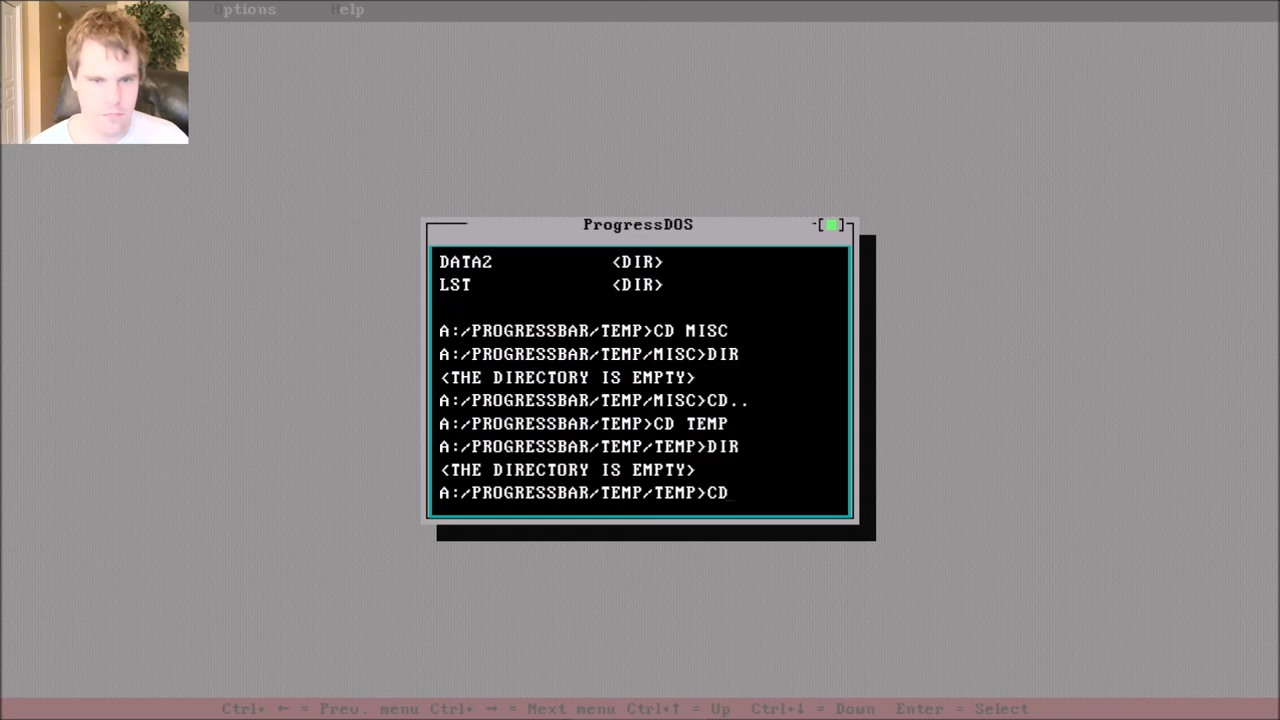 Options Help
ProgressDOS
DATA2 <DIR>
LST <DIR>
A:/PROGRESSBAR/TEMP>CD MISC
A:/PROGRESSBAR/TEMP/MISC>DIR
<THE DIRECTORY IS EMPTY>
A:/PROGRESSBAR/TEMP/MISC>CD..
A:/PROGRESSBAR/TEMP>CD TEMP
A:/PROGRESSBAR/TEMP/TEMP>DIR
<THE DIRECTORY IS EMPTY>
A:/PROGRESSBAR/TEMP/TEMP>CD_
Ctrl+ ← = Prev. menu Ctrl+ → = Next menu Ctrl+↑ = Up Ctrl+↓ = Down Enter = Select